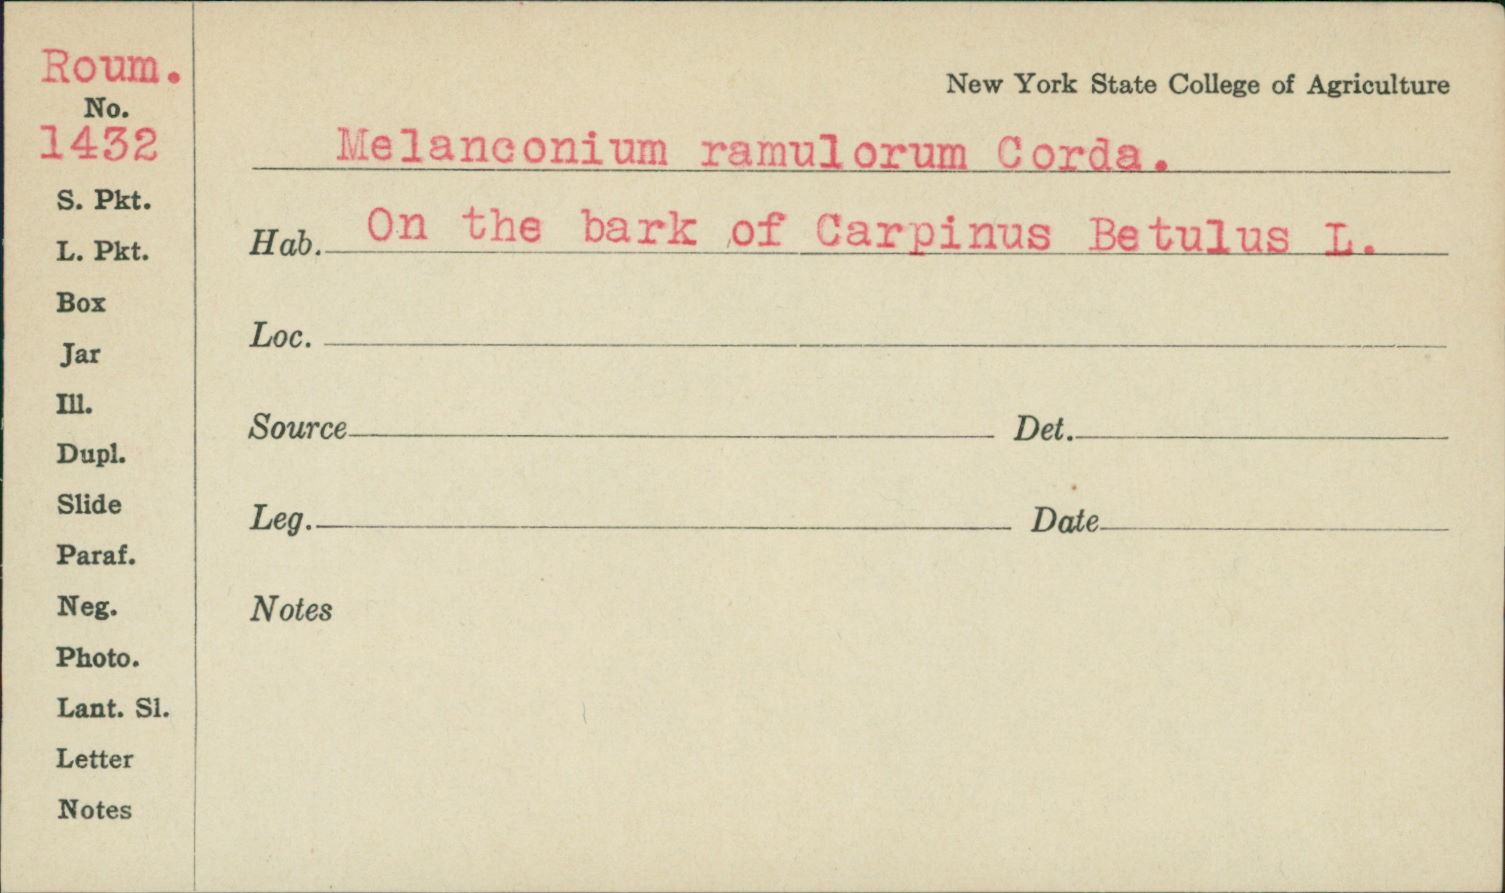 Roum.
No.
1432
S. Pkt.
L. Pkt.
Box
Jar
Ill.
Dupl.
Slide
Paraf.
Neg.
Photo.
Lant. Sl.
Letter
Notes
New York State College of Agriculture
Melanconium ramulorum Corda.
Hab. On the bark of Carpinus Betulus L.
Loc.
Source Det.
Leg. Date
Notes